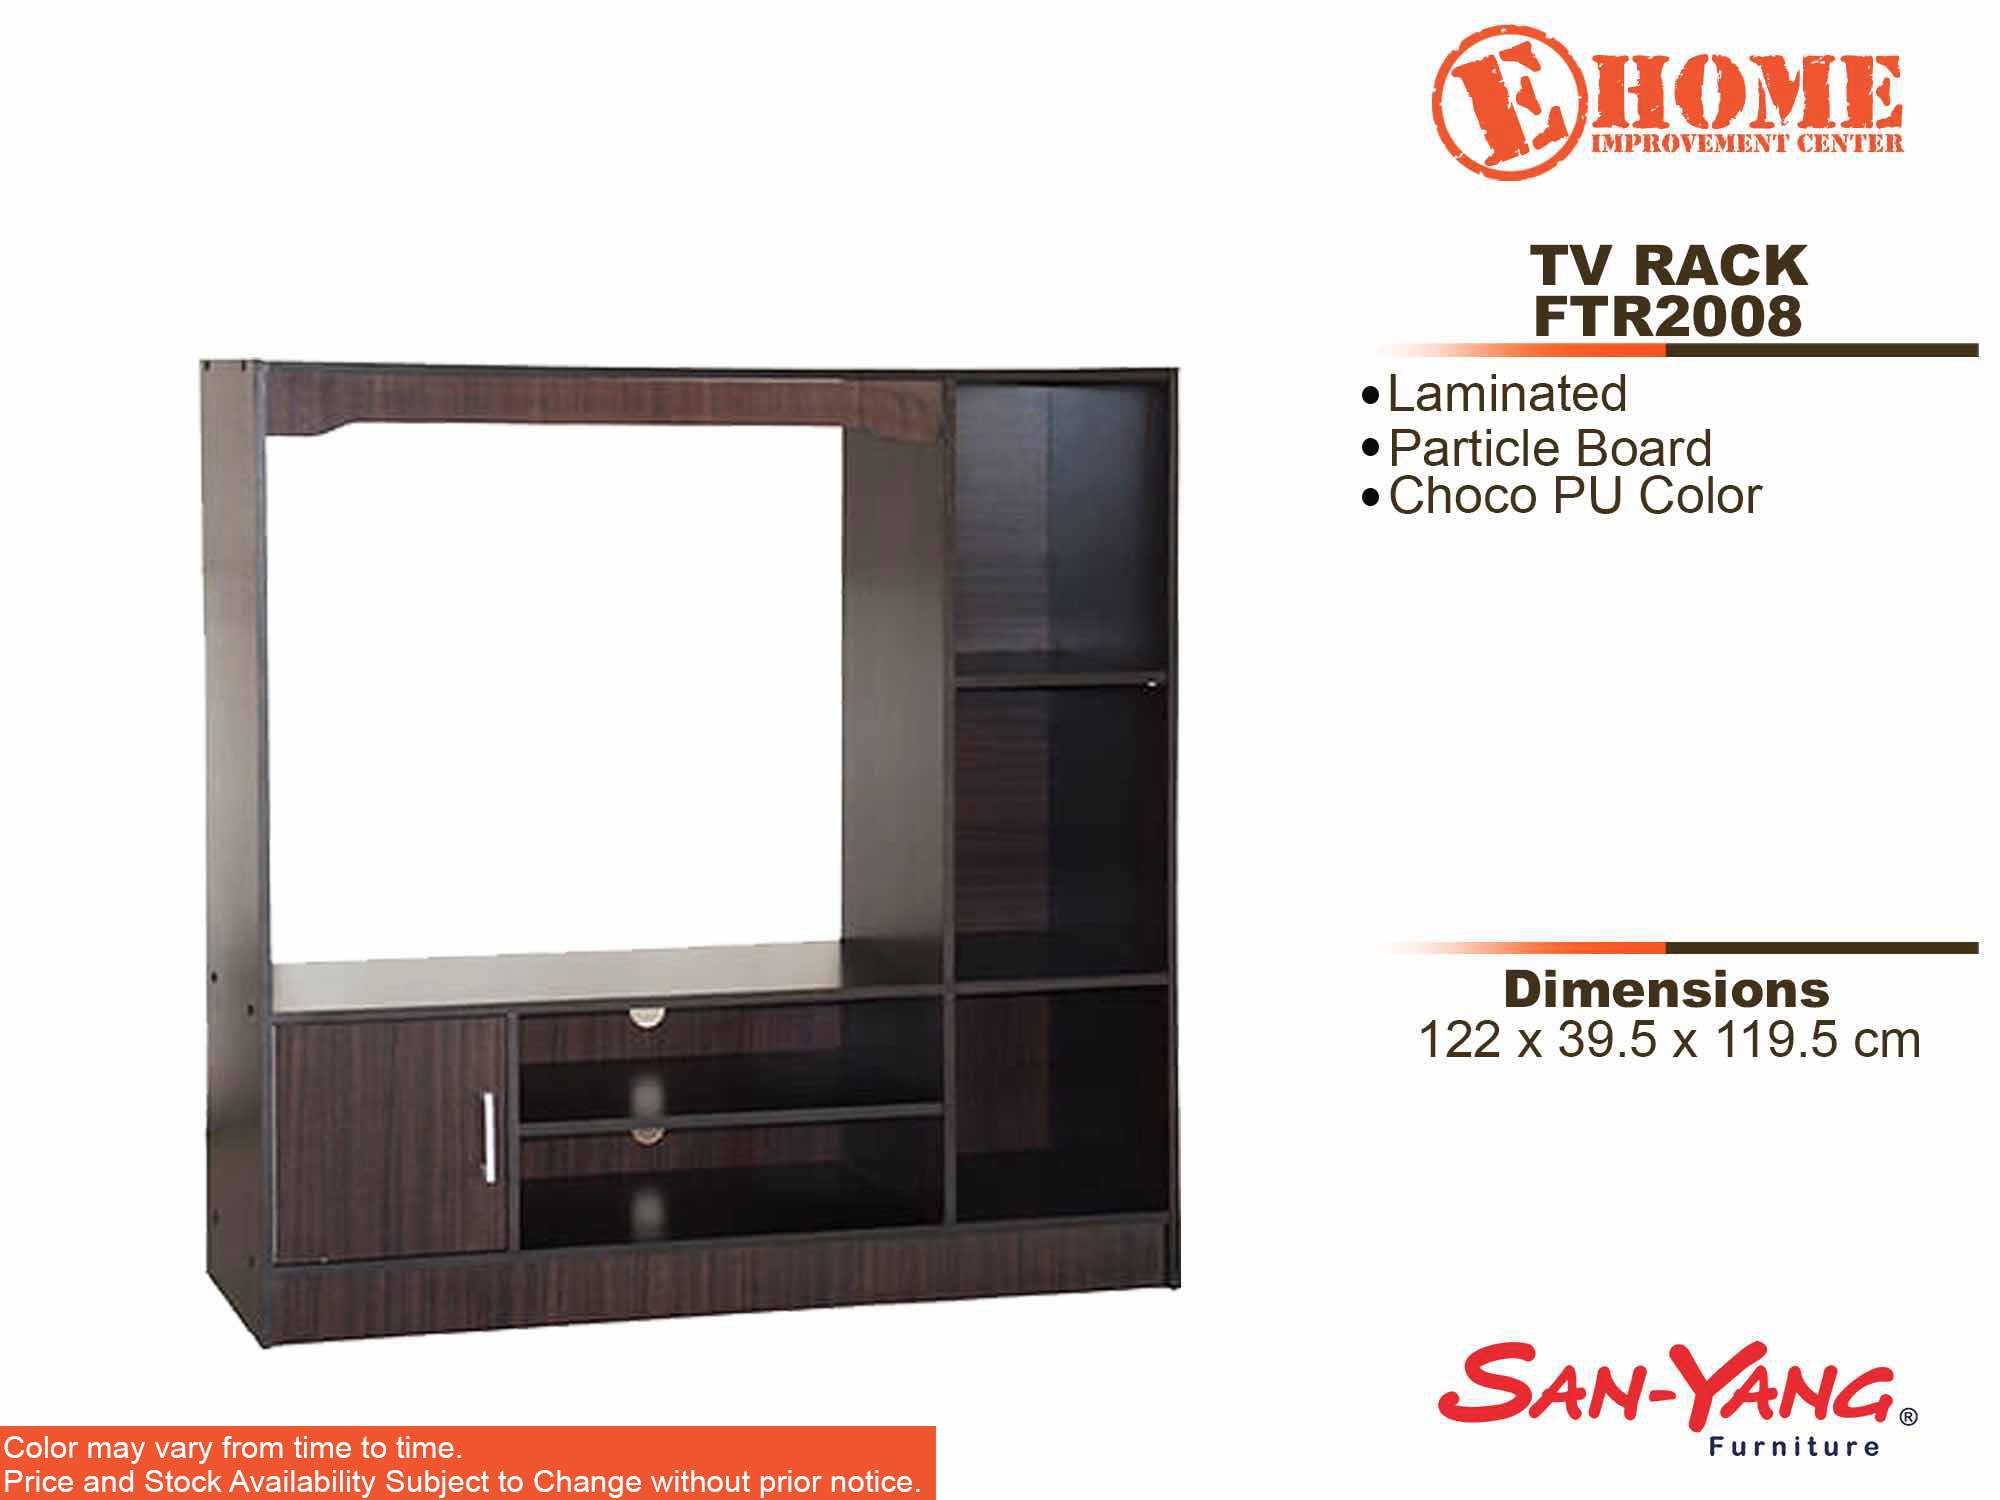 E HOME
IMPROVEMENT CENTER
TV RACK
FTR2008
•Laminated
•Particle Board
•Choco PU Color
Dimensions
122 x 39.5 x 119.5 cm
SAN-YANG®
Furniture
Color may vary from time to time.
Price and Stock Availability Subject to Change without prior notice.